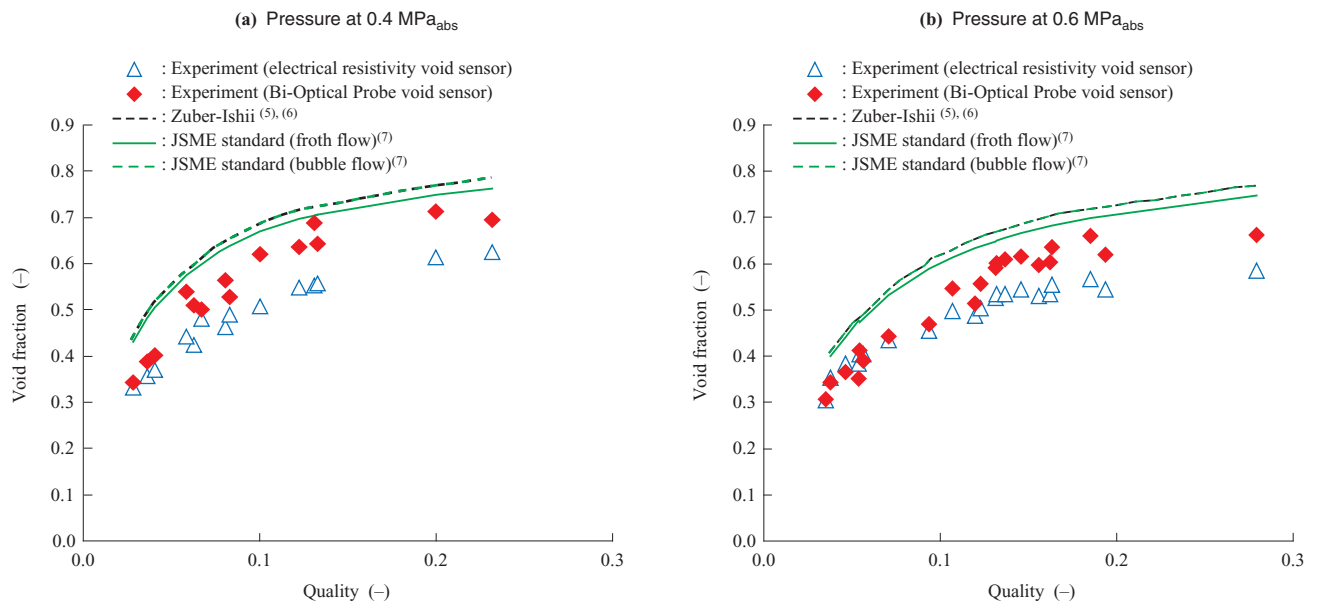 (a) Pressure at 0.4 MPaabs
: Experiment (electrical resistivity void sensor)
: Experiment (Bi-Optical Probe void sensor)
: Zuber-Ishii (5), (6)
: JSME standard (froth flow)(7)
: JSME standard (bubble flow)(7)
0.9
0.8
0.7
0.6
0.5
0.4
0.3
0.2
0.1
0.0
Void fraction (–)
0 0.1 0.2 0.3
Quality (–)
(b) Pressure at 0.6 MPaabs
: Experiment (electrical resistivity void sensor)
: Experiment (Bi-Optical Probe void sensor)
: Zuber-Ishii (5), (6)
: JSME standard (froth flow)(7)
: JSME standard (bubble flow)(7)
0.9
0.8
0.7
0.6
0.5
0.4
0.3
0.2
0.1
0.0
Void fraction (–)
0.0 0.1 0.2 0.3
Quality (–)